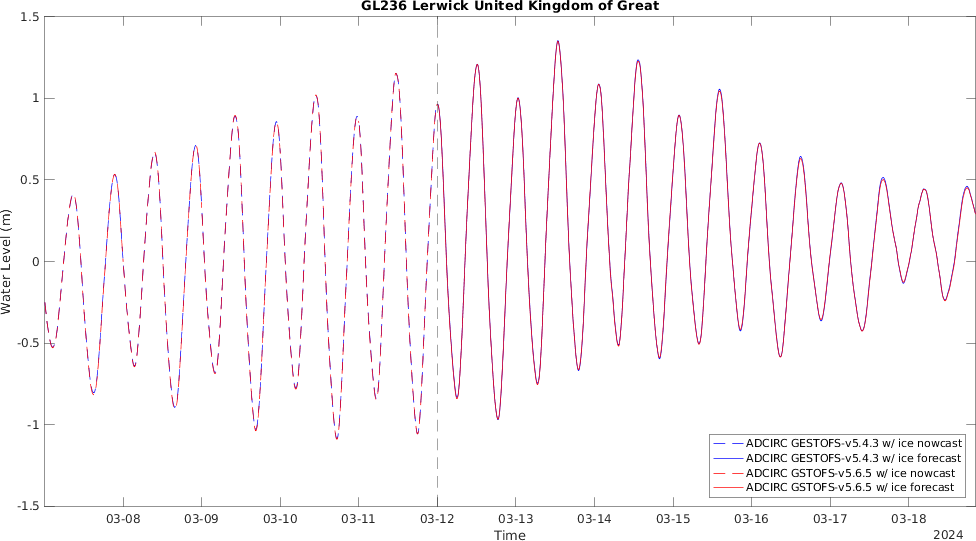 GL236 Lerwick United Kingdom of Great
Water Level (m)
1.5
1
0.5
0
-0.5
-1
-1.5
03-08
03-09
03-10
03-11
03-12
03-13
03-14
03-15
03-16
03-17
03-18
Time
2024
ADCIRC GESTOFS-v5.4.3 w/ ice nowcast
ADCIRC GESTOFS-v5.4.3 w/ ice forecast
ADCIRC GSTOFS-v5.6.5 w/ ice nowcast
ADCIRC GSTOFS-v5.6.5 w/ ice forecast